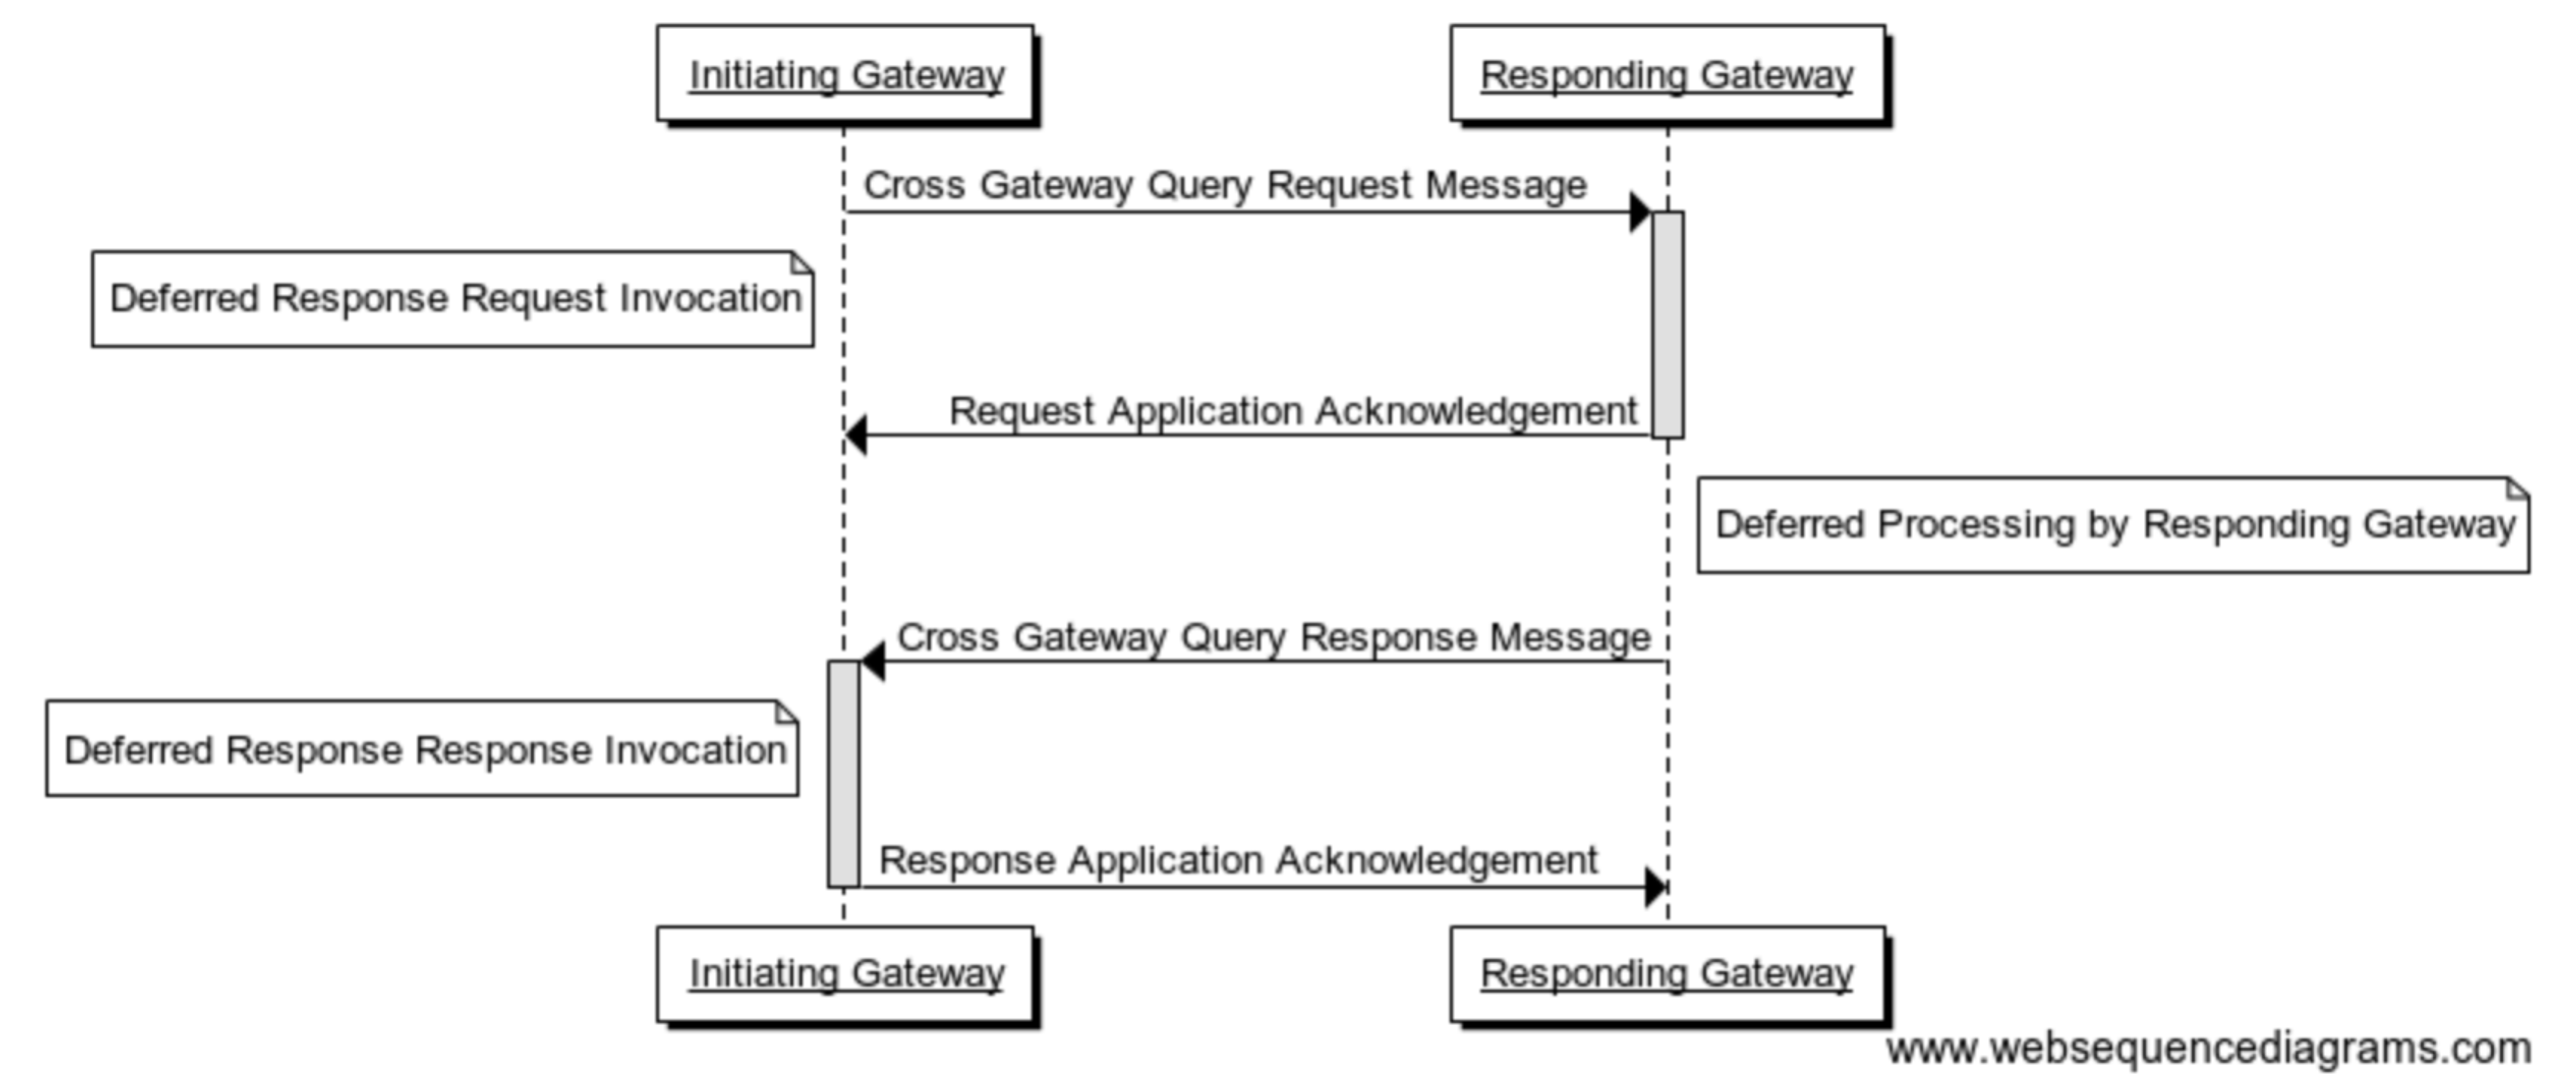 Initiating Gateway
Responding Gateway
Cross Gateway Query Request Message
Deferred Response Request Invocation
Request Application Acknowledgement
Deferred Processing by Responding Gateway
Cross Gateway Query Response Message
Deferred Response Response Invocation
Response Application Acknowledgement
Initiating Gateway
Responding Gateway
www.websequencediagrams.com